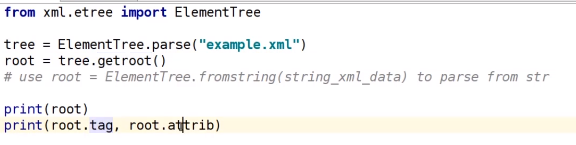 from xml.etree import ElementTree
tree = ElementTree.parse("example.xml")
root = tree.getroot()
# use root = ElementTree.fromstring(string_xml_data) to parse from str
print(root)
print(root.tag, root.attrib)